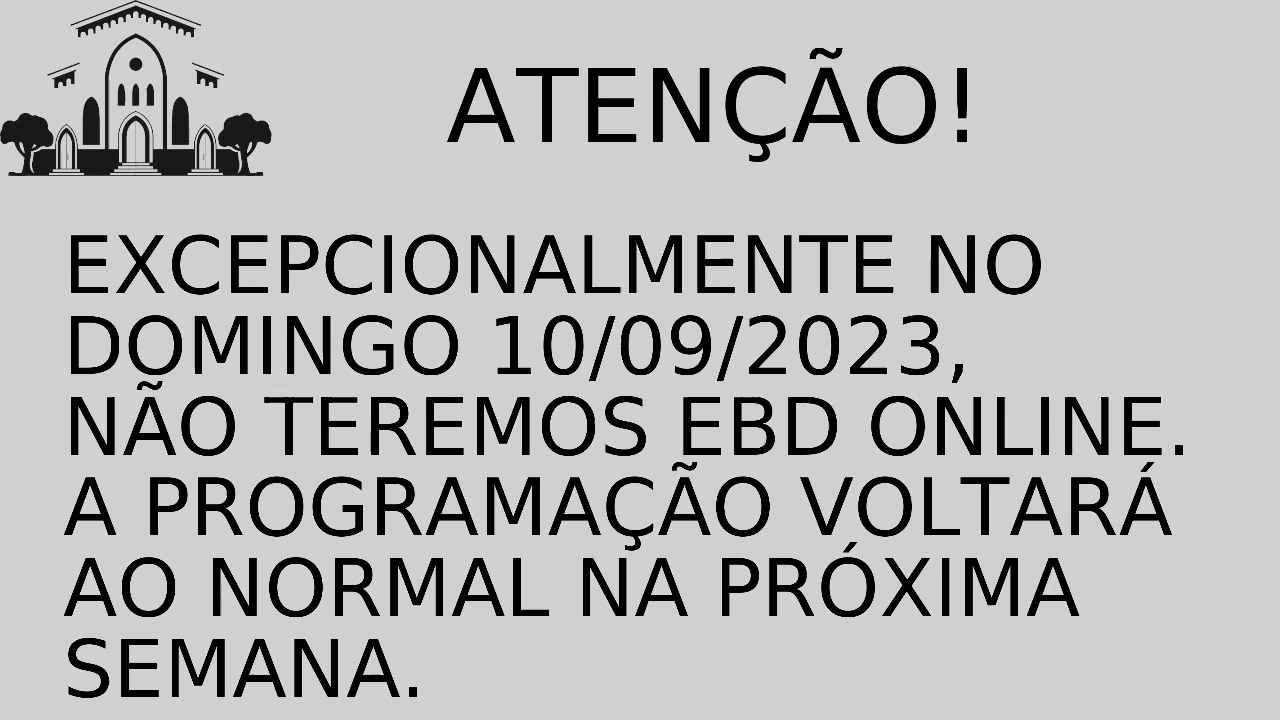 ATENÇÃO!
EXCEPCIONALMENTE NO
DOMINGO 10/09/2023,
NÃO TEREMOS EBD ONLINE.
A PROGRAMAÇÃO VOLTARÁ
AO NORMAL NA PRÓXIMA
SEMANA.